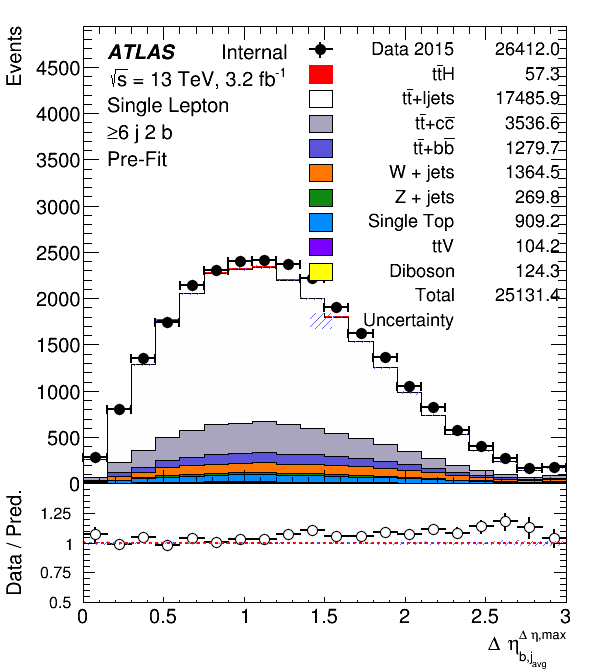 Events
4500
4000
3500
3000
2500
2000
1500
1000
500
0
ATLAS Internal
√s = 13 TeV, 3.2 fb⁻¹
Single Lepton
≥6 j 2 b
Pre-Fit
Data 2015 26412.0
tt̄H 57.3
tt̄+ljets 17485.9
tt̄+cc̄ 3536.6
tt̄+bb̄ 1279.7
W + jets 1364.5
Z + jets 269.8
Single Top 909.2
ttV 104.2
Diboson 124.3
Total 25131.4
Uncertainty
Data / Pred.
1.25
1
0.75
0.5
0 0.5 1 1.5 2 2.5 3
Δ η_{b,j_{avg}}^{Δ η,max}